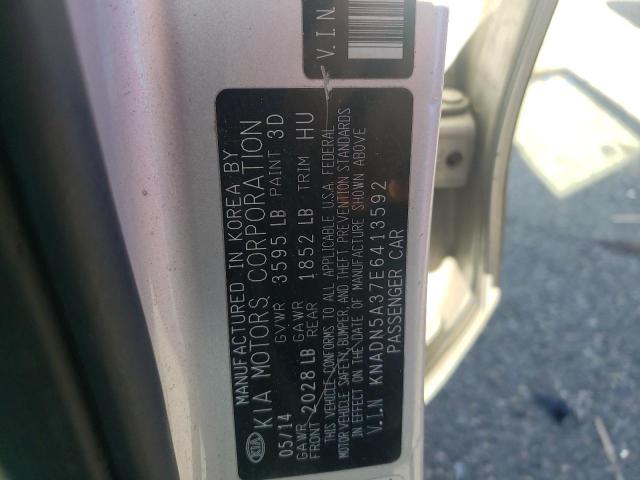 V.I.N
KIA
MANUFACTURED IN KOREA BY
KIA MOTORS CORPORATION
05/14 GVWR 3595 LB PAINT 3D
GAWR FRONT 2028 LB GAWR REAR 1852 LB TRIM HU
THIS VEHICLE CONFORMS TO ALL APPLICABLE U.S.A. FEDERAL
MOTOR VEHICLE SAFETY, BUMPER, AND THEFT PREVENTION STANDARDS
IN EFFECT ON THE DATE OF MANUFACTURE SHOWN ABOVE
V.I.N KNADN5A37E6413592
PASSENGER CAR